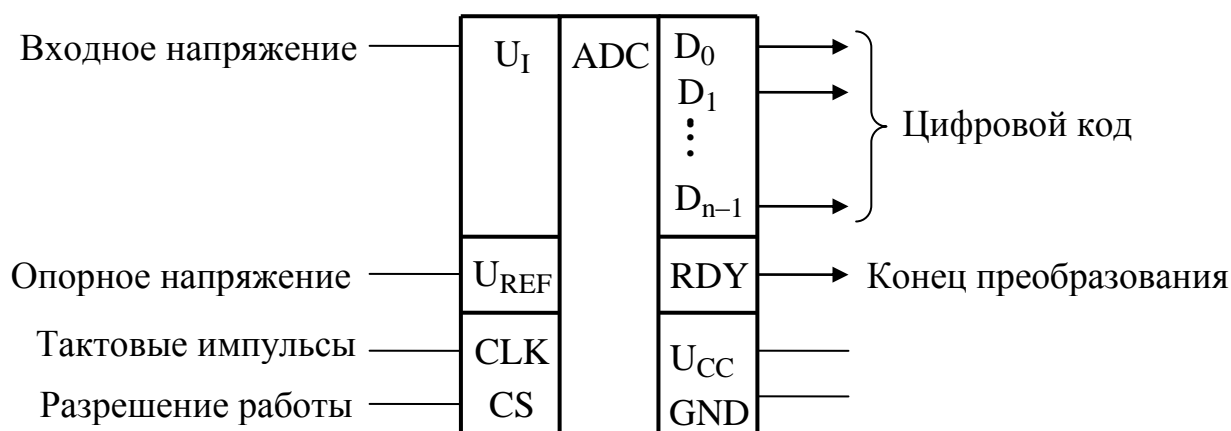 Входное напряжение U_I ADC D_0
D_1
Цифровой код
D_{n–1}
Опорное напряжение U_REF RDY Конец преобразования
Тактовые импульсы CLK U_CC
Разрешение работы CS GND